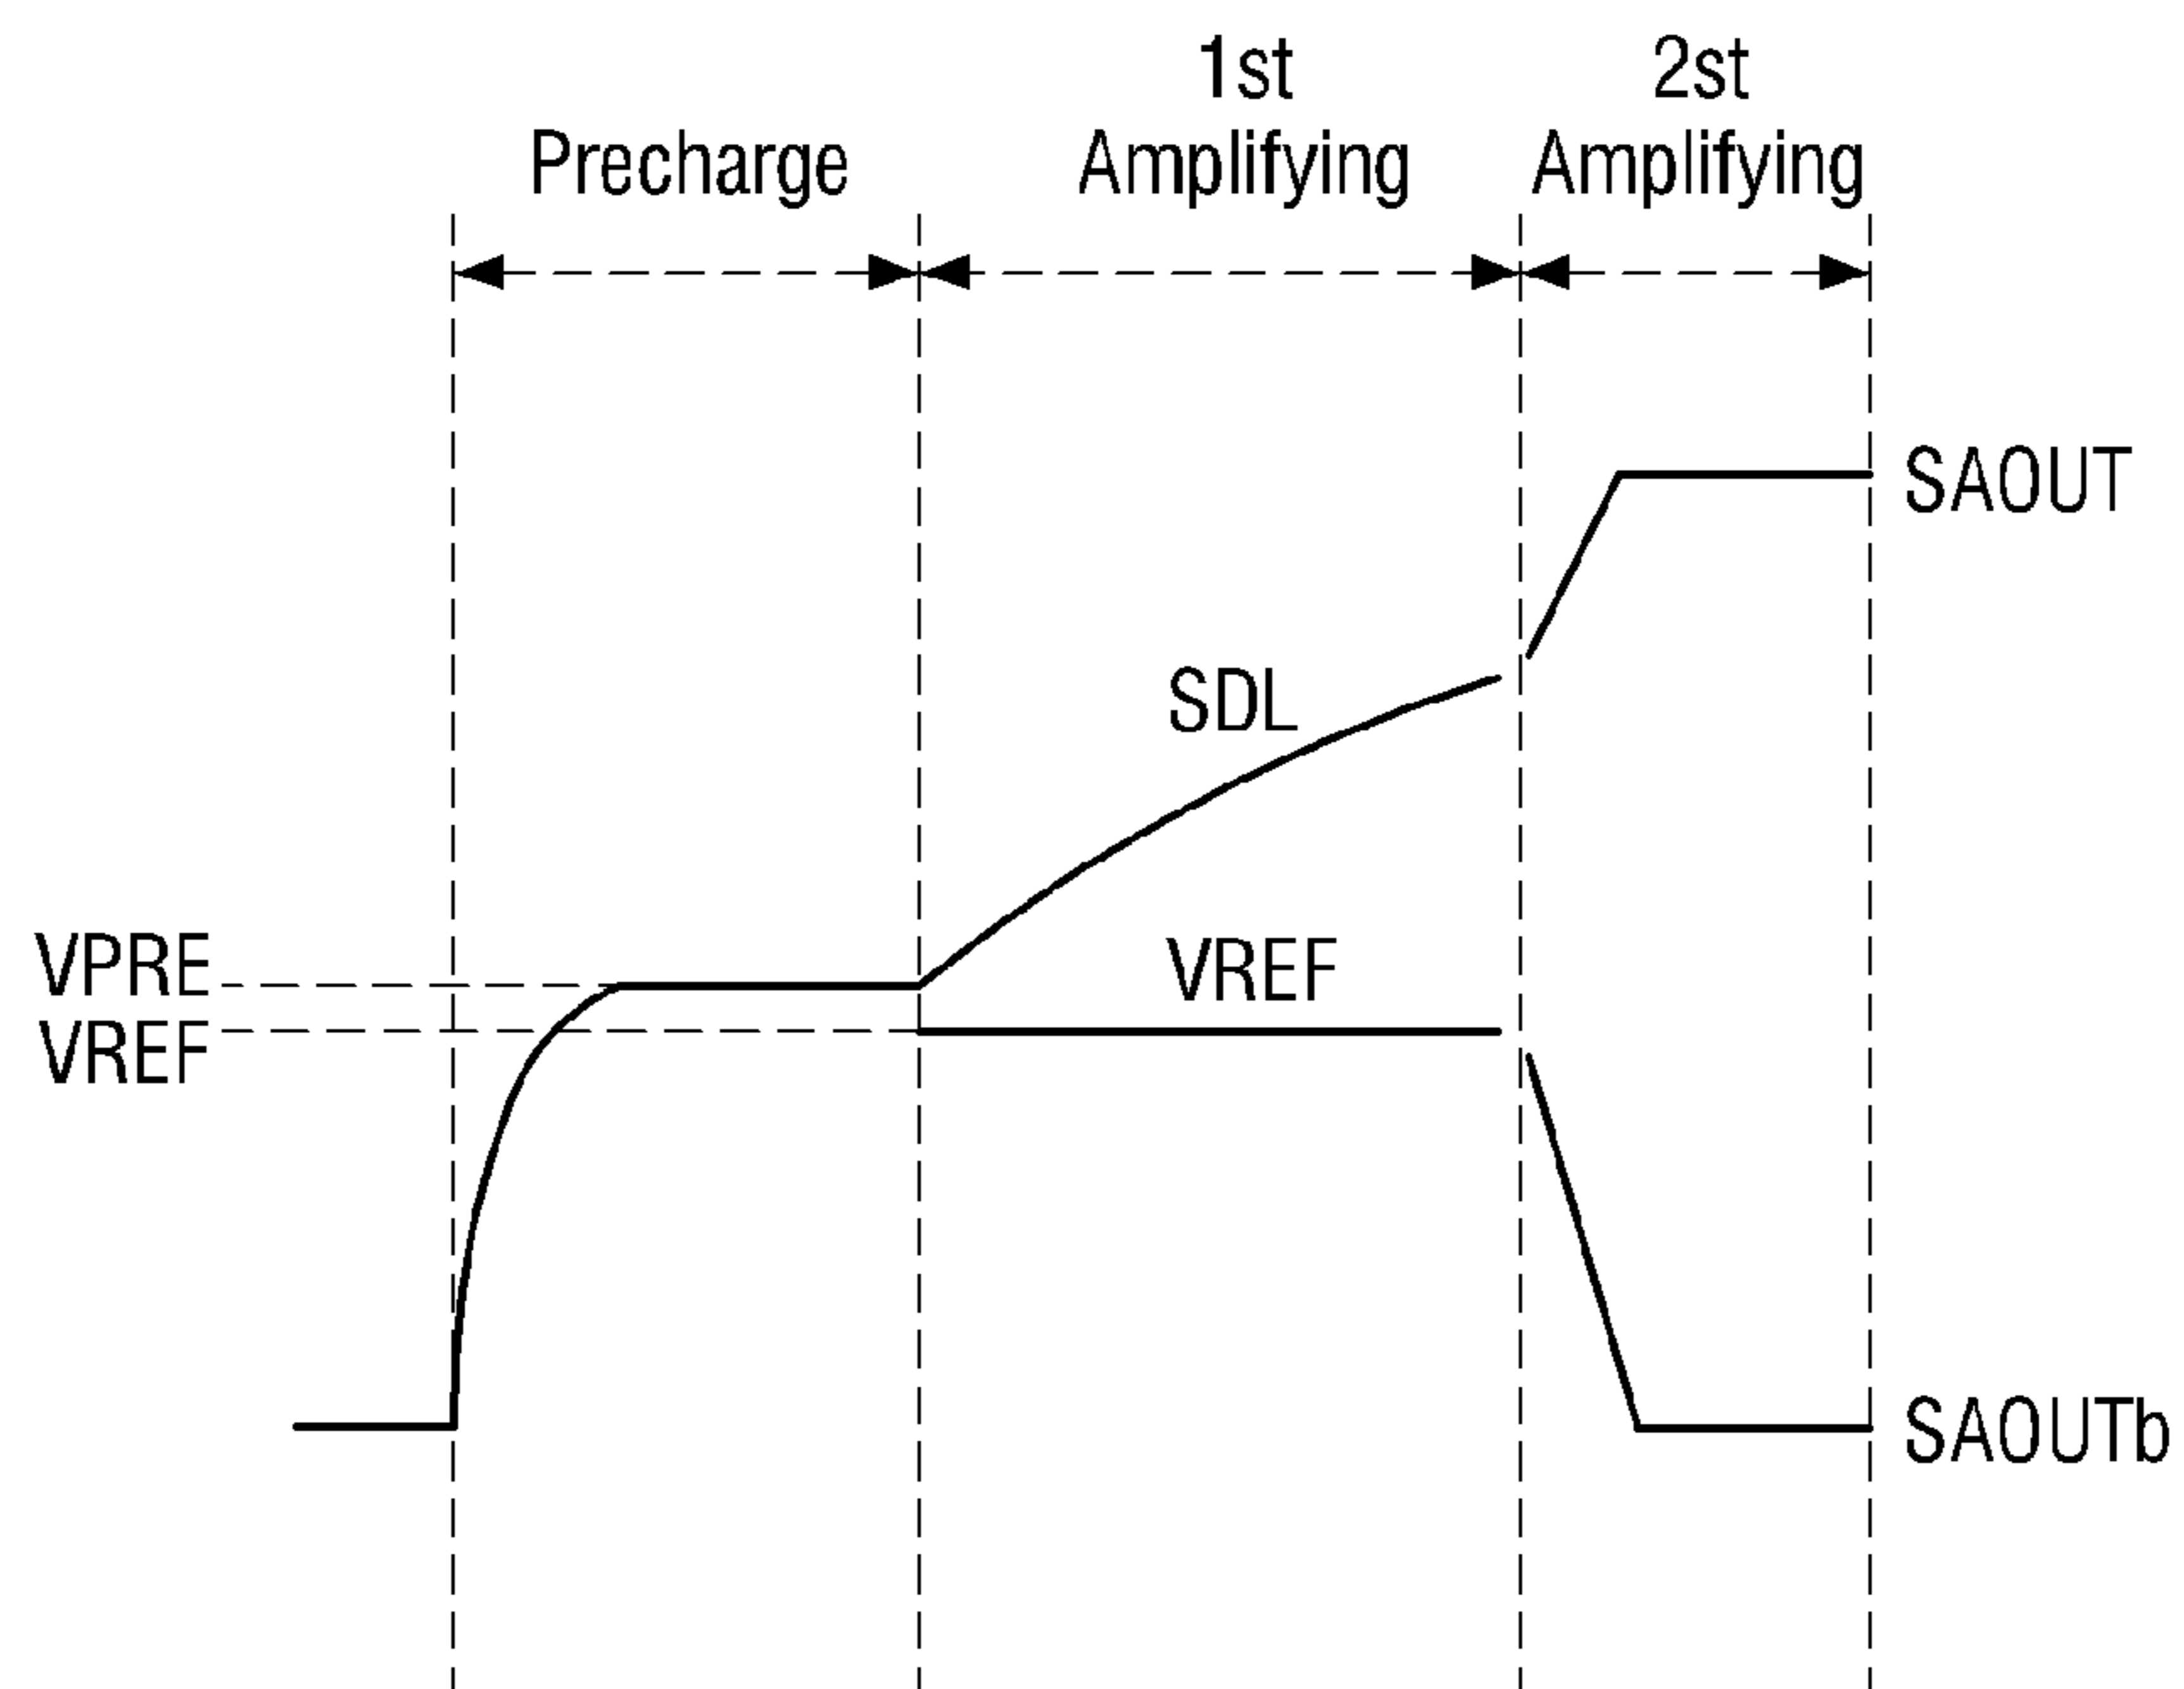 Precharge
1st
Amplifying
2st
Amplifying
SAOUT
SDL
VPRE
VREF
VREF
SAOUTb